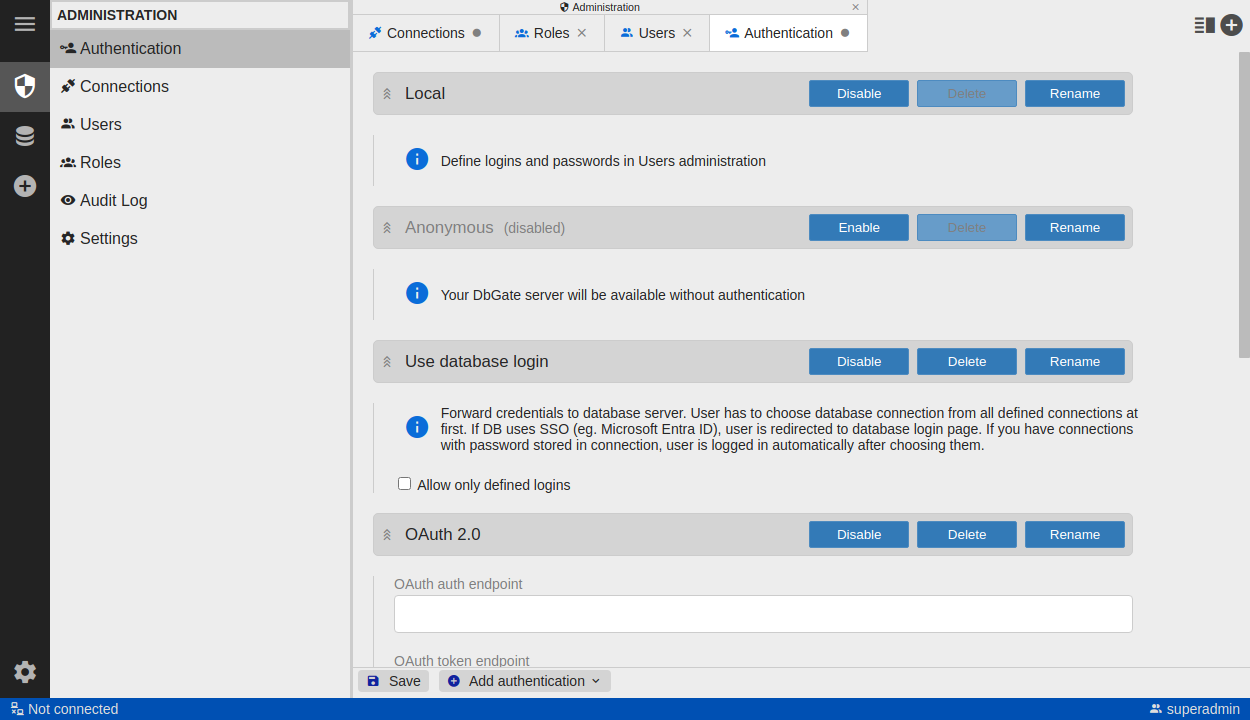 ADMINISTRATION
Authentication
Connections
Users
Roles
Audit Log
Settings
Administration
Connections
Roles
Users
Authentication
Local
Disable
Delete
Rename
Define logins and passwords in Users administration
Anonymous (disabled)
Enable
Delete
Rename
Your DbGate server will be available without authentication
Use database login
Disable
Delete
Rename
Forward credentials to database server. User has to choose database connection from all defined connections at
first. If DB uses SSO (eg. Microsoft Entra ID), user is redirected to database login page. If you have connections
with password stored in connection, user is logged in automatically after choosing them.
Allow only defined logins
OAuth 2.0
Disable
Delete
Rename
OAuth auth endpoint
OAuth token endpoint
Save
Add authentication
Not connected
superadmin